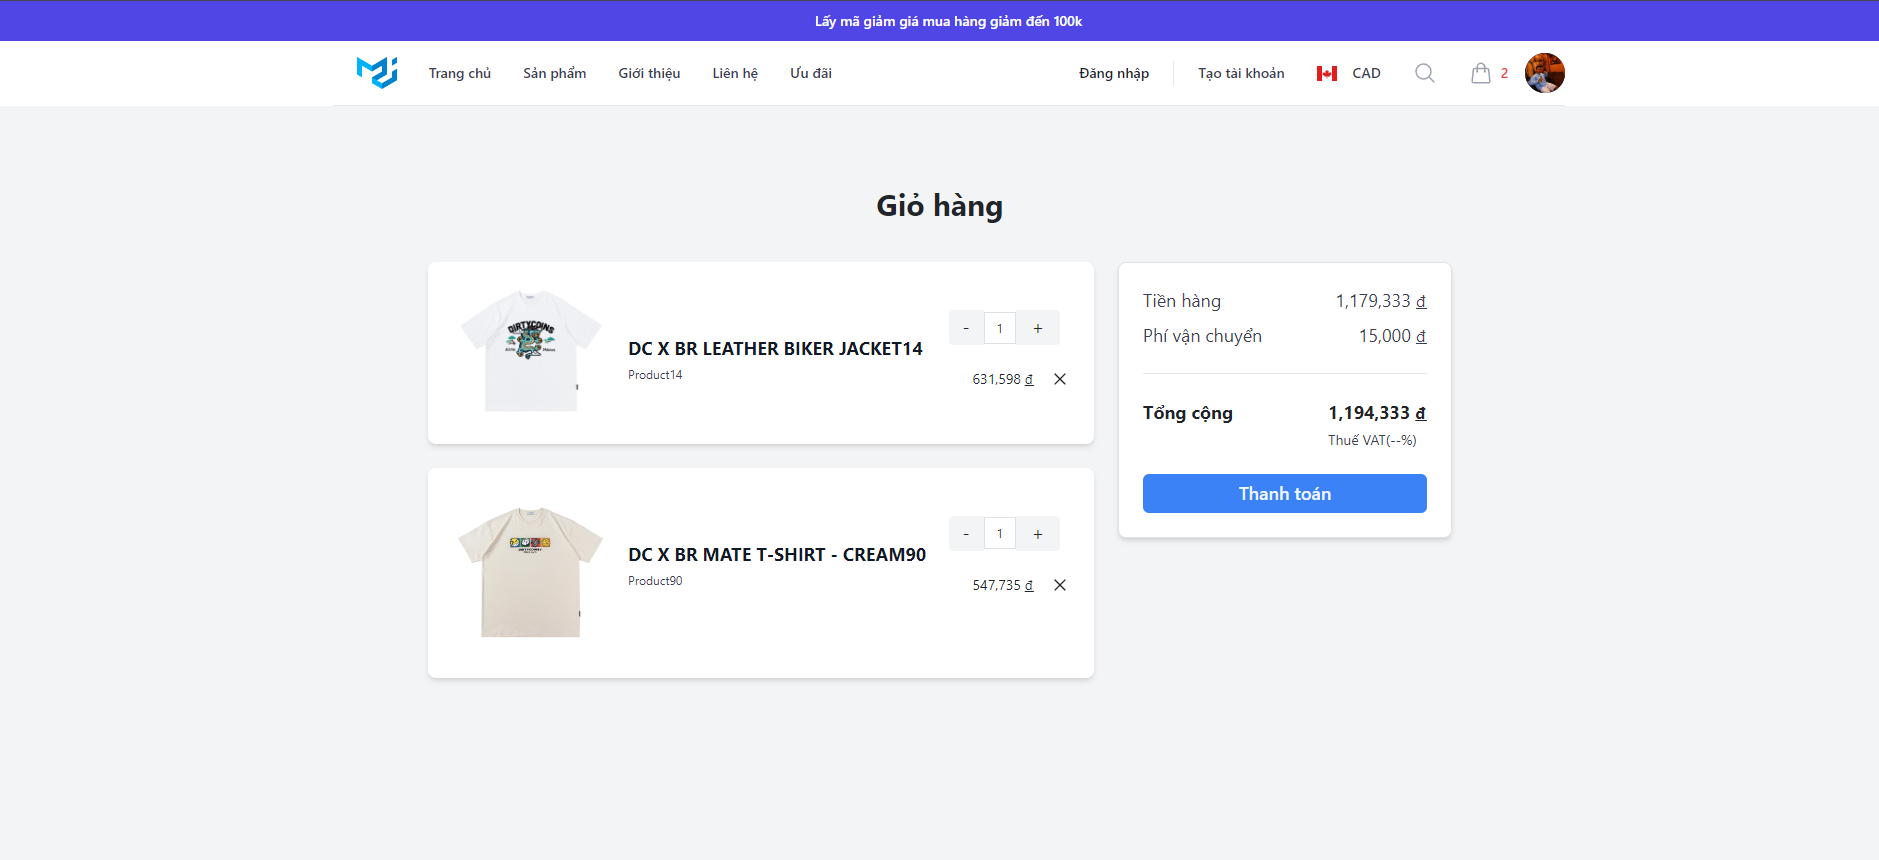 Lấy mã giảm giá mua hàng giảm đến 100k
Trang chủ Sản phẩm Giới thiệu Liên hệ Ưu đãi Đăng nhập Tạo tài khoản CAD 2
Giỏ hàng
DIRTYCOINS
DC X BR LEATHER BIKER JACKET14
Product14
- 1 +
631,598 ₫
DC X BR MATE T-SHIRT - CREAM90
Product90
- 1 +
547,735 ₫
Tiền hàng 1,179,333 ₫
Phí vận chuyển 15,000 ₫
Tổng cộng 1,194,333 ₫
Thuế VAT(--%)
Thanh toán